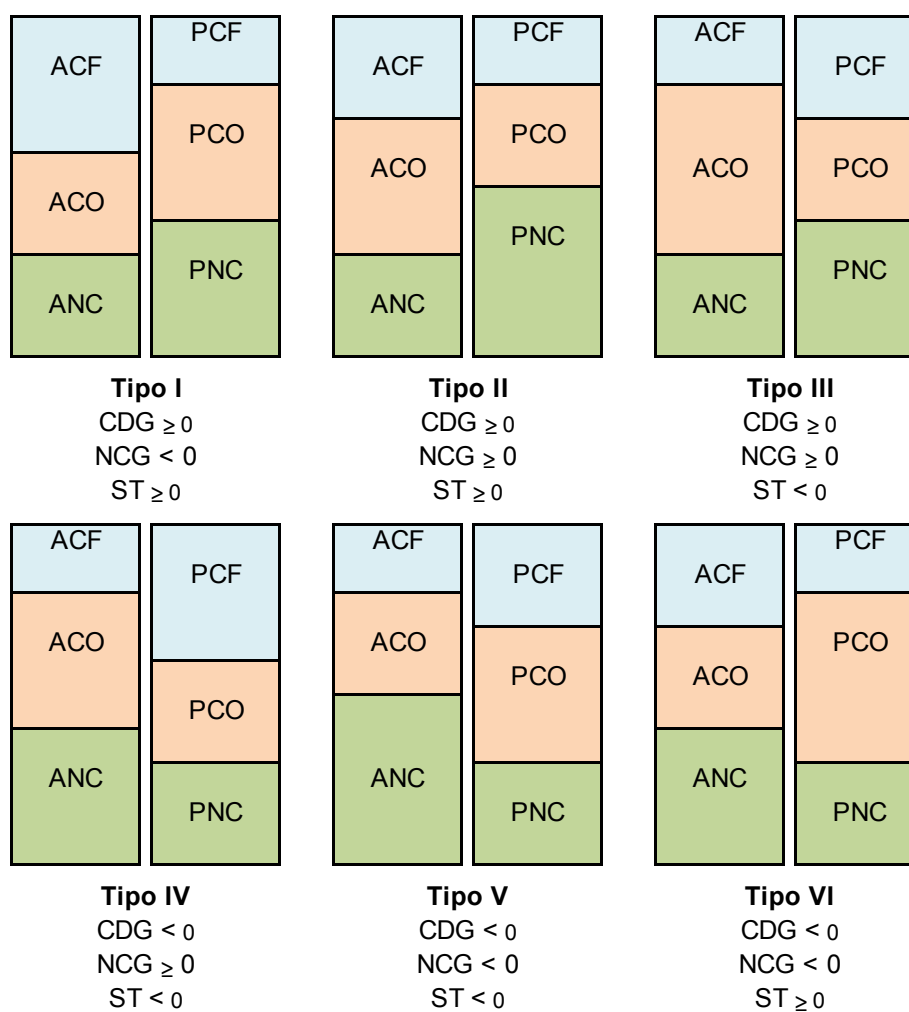 ACF PCF ACF PCF ACF PCF
ACO PCO ACO PCO ACO PCO
ANC PNC ANC PNC ANC PNC
Tipo I Tipo II Tipo III
CDG ≥ 0 CDG ≥ 0 CDG ≥ 0
NCG < 0 NCG ≥ 0 NCG ≥ 0
ST ≥ 0 ST ≥ 0 ST < 0
ACF PCF ACF PCF ACF PCF
ACO PCO ACO PCO ACO PCO
ANC PNC ANC PNC ANC PNC
Tipo IV Tipo V Tipo VI
CDG < 0 CDG < 0 CDG < 0
NCG ≥ 0 NCG < 0 NCG < 0
ST < 0 ST < 0 ST ≥ 0